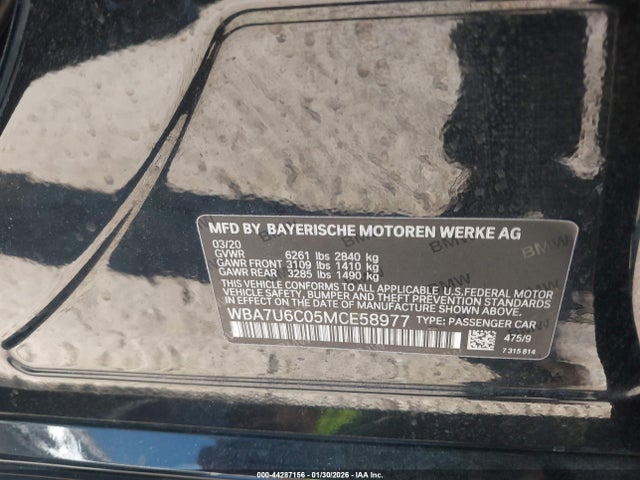 MFD BY. BAYERISCHE MOTOREN WERKE AG
03/20
GVWR 6261 lbs 2840 kg
GAWR FRONT 3109 lbs 1410 kg
GAWR REAR 3285 lbs 1490 kg
THIS VEHICLE CONFORMS TO ALL APPLICABLE U.S.FEDERAL MOTOR
VEHICLE SAFETY, BUMPER AND THEFT PREVENTION STANDARDS
IN EFFECT ON THE DATE OF MANUFACTURE SHOWN ABOVE.
WBA7U6C05MCE58977 TYPE: PASSENGER CAR
475/9
7 315 814
000-44287156 - 01/30/2026 - IAA Inc.